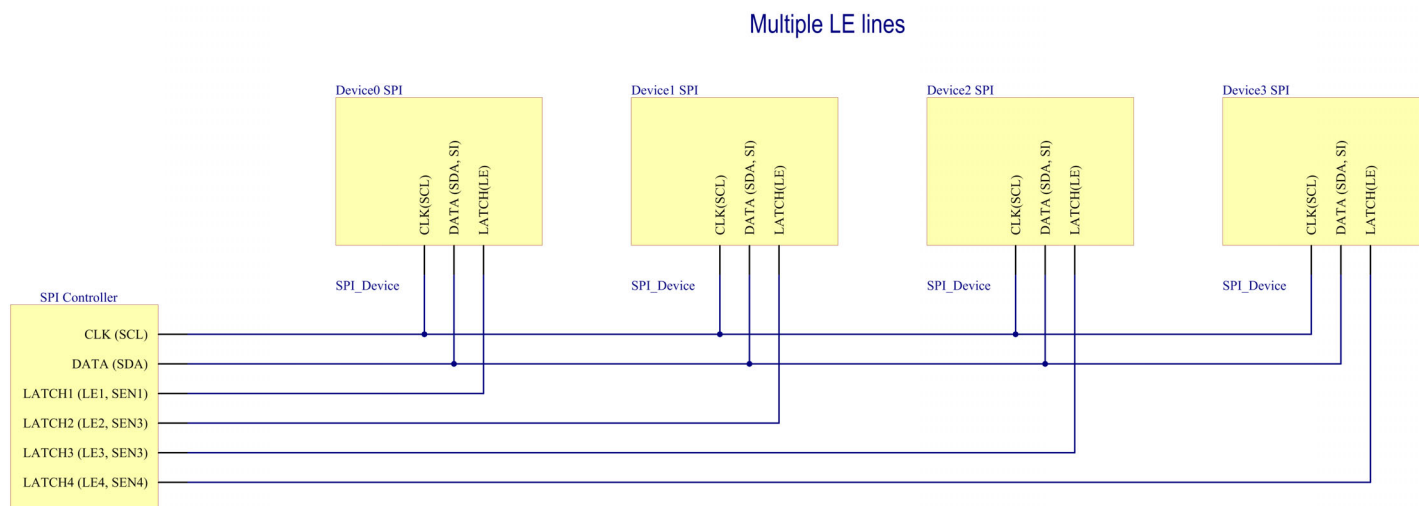 Multiple LE lines
Device0 SPI
CLK(SCL)
DATA (SDA, SI)
LATCH(LE)
SPI_Device
Device1 SPI
CLK(SCL)
DATA (SDA, SI)
LATCH(LE)
SPI_Device
Device2 SPI
CLK(SCL)
DATA (SDA, SI)
LATCH(LE)
SPI_Device
Device3 SPI
CLK(SCL)
DATA (SDA, SI)
LATCH(LE)
SPI_Device
SPI Controller
CLK (SCL)
DATA (SDA)
LATCH1 (LE1, SEN1)
LATCH2 (LE2, SEN3)
LATCH3 (LE3, SEN3)
LATCH4 (LE4, SEN4)